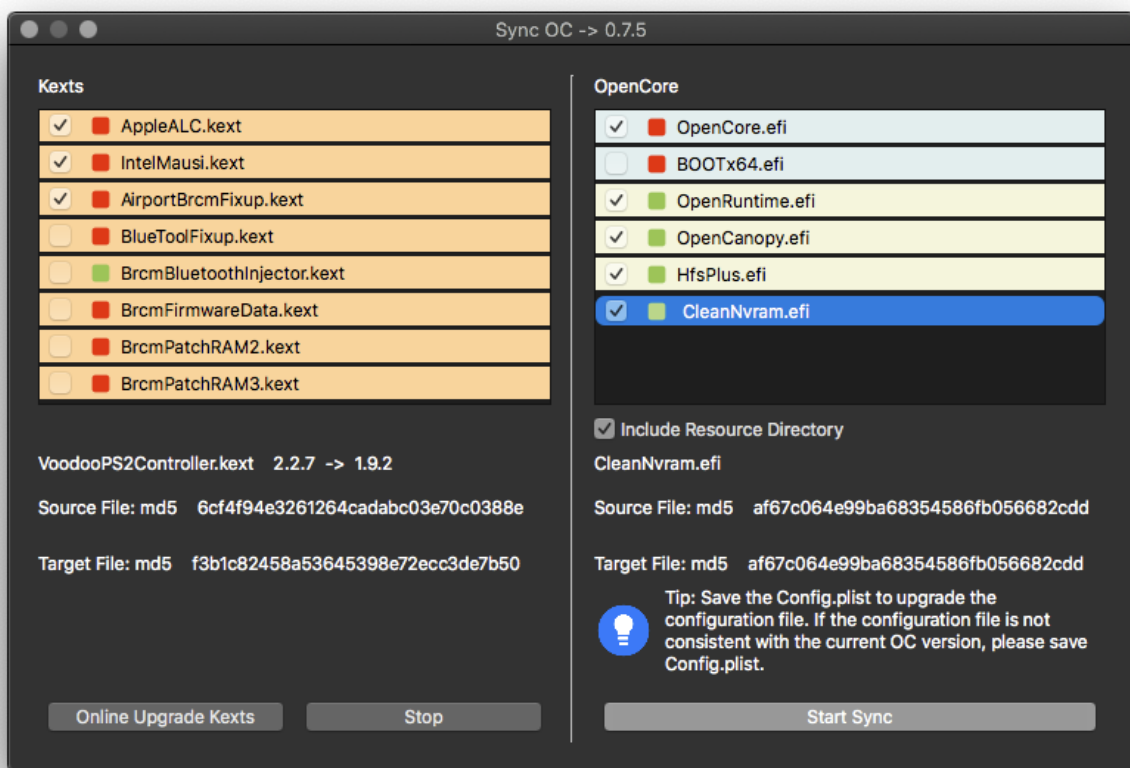 Sync OC -> 0.7.5
Kexts
AppleALC.kext
IntelMausi.kext
AirportBrcmFixup.kext
BlueToolFixup.kext
BrcmBluetoothInjector.kext
BrcmFirmwareData.kext
BrcmPatchRAM2.kext
BrcmPatchRAM3.kext
VoodooPS2Controller.kext 2.2.7 -> 1.9.2
Source File: md5 6cf4f94e3261264cadabc03e70c0388e
Target File: md5 f3b1c82458a53645398e72ecc3de7b50
Online Upgrade Kexts
Stop
OpenCore
OpenCore.efi
BOOTx64.efi
OpenRuntime.efi
OpenCanopy.efi
HfsPlus.efi
CleanNvram.efi
Include Resource Directory
CleanNvram.efi
Source File: md5 af67c064e99ba68354586fb056682cdd
Target File: md5 af67c064e99ba68354586fb056682cdd
Tip: Save the Config.plist to upgrade the
configuration file. If the configuration file is not
consistent with the current OC version, please save
Config.plist.
Start Sync